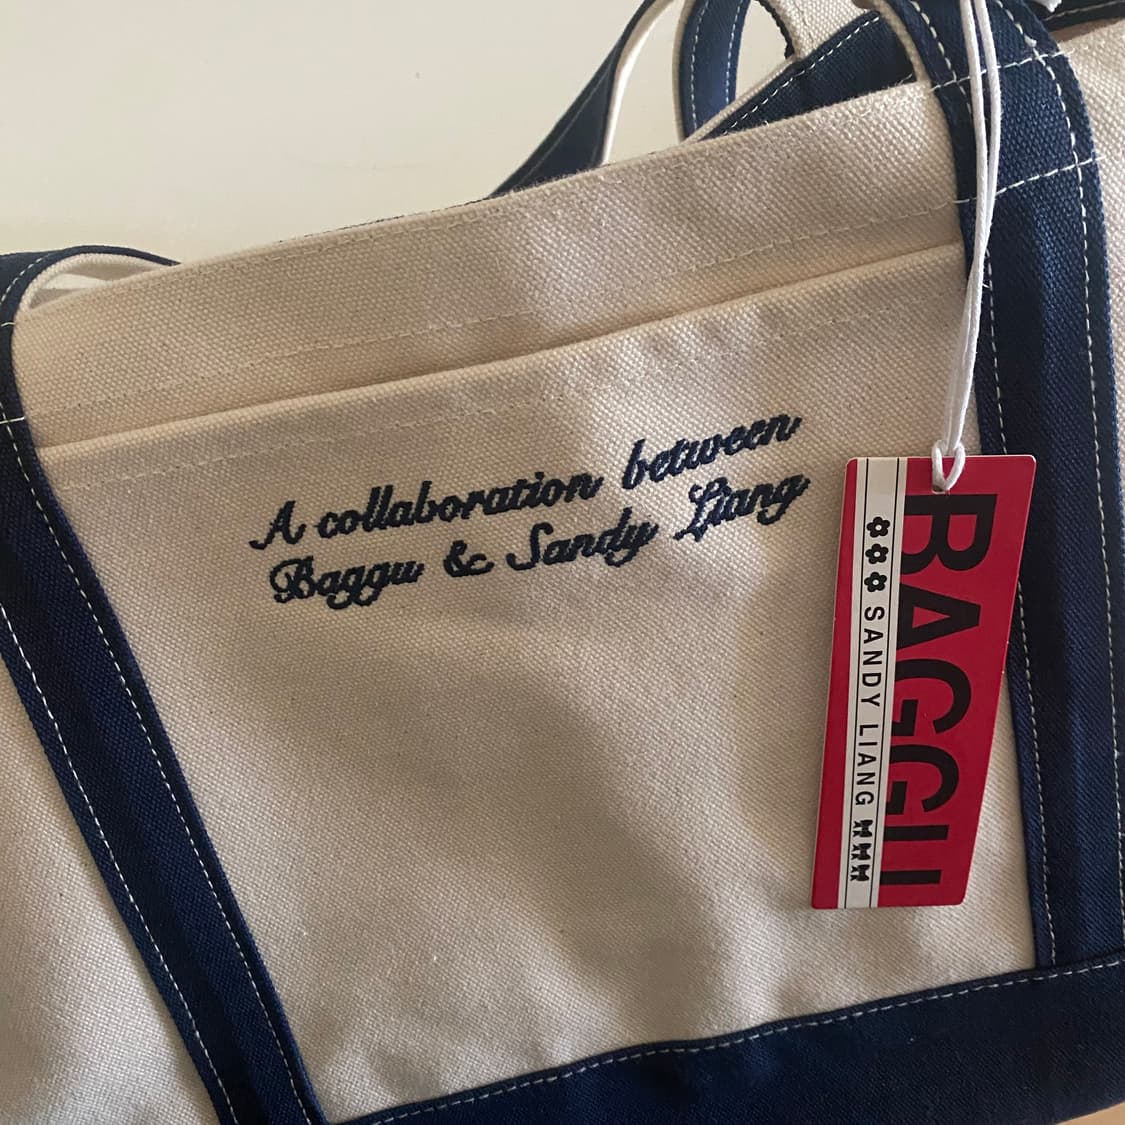 A collaboration between
Baggu & Sandy Liang
BAGGU
SANDY LIANG